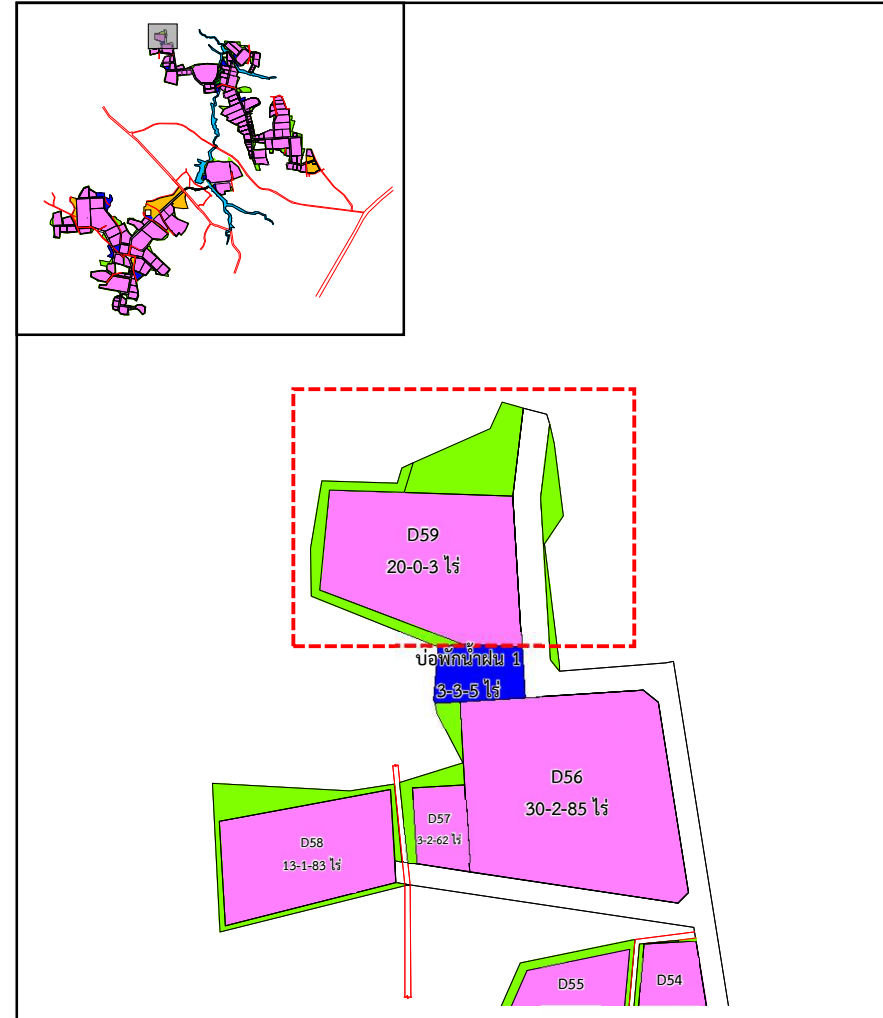 D59
20-0-3 ไร่
บ่อพักน้ำฝน 1
3-3-5 ไร่
D56
30-2-85 ไร่
D57
3-2-62 ไร่
D58
13-1-83 ไร่
D55
D54